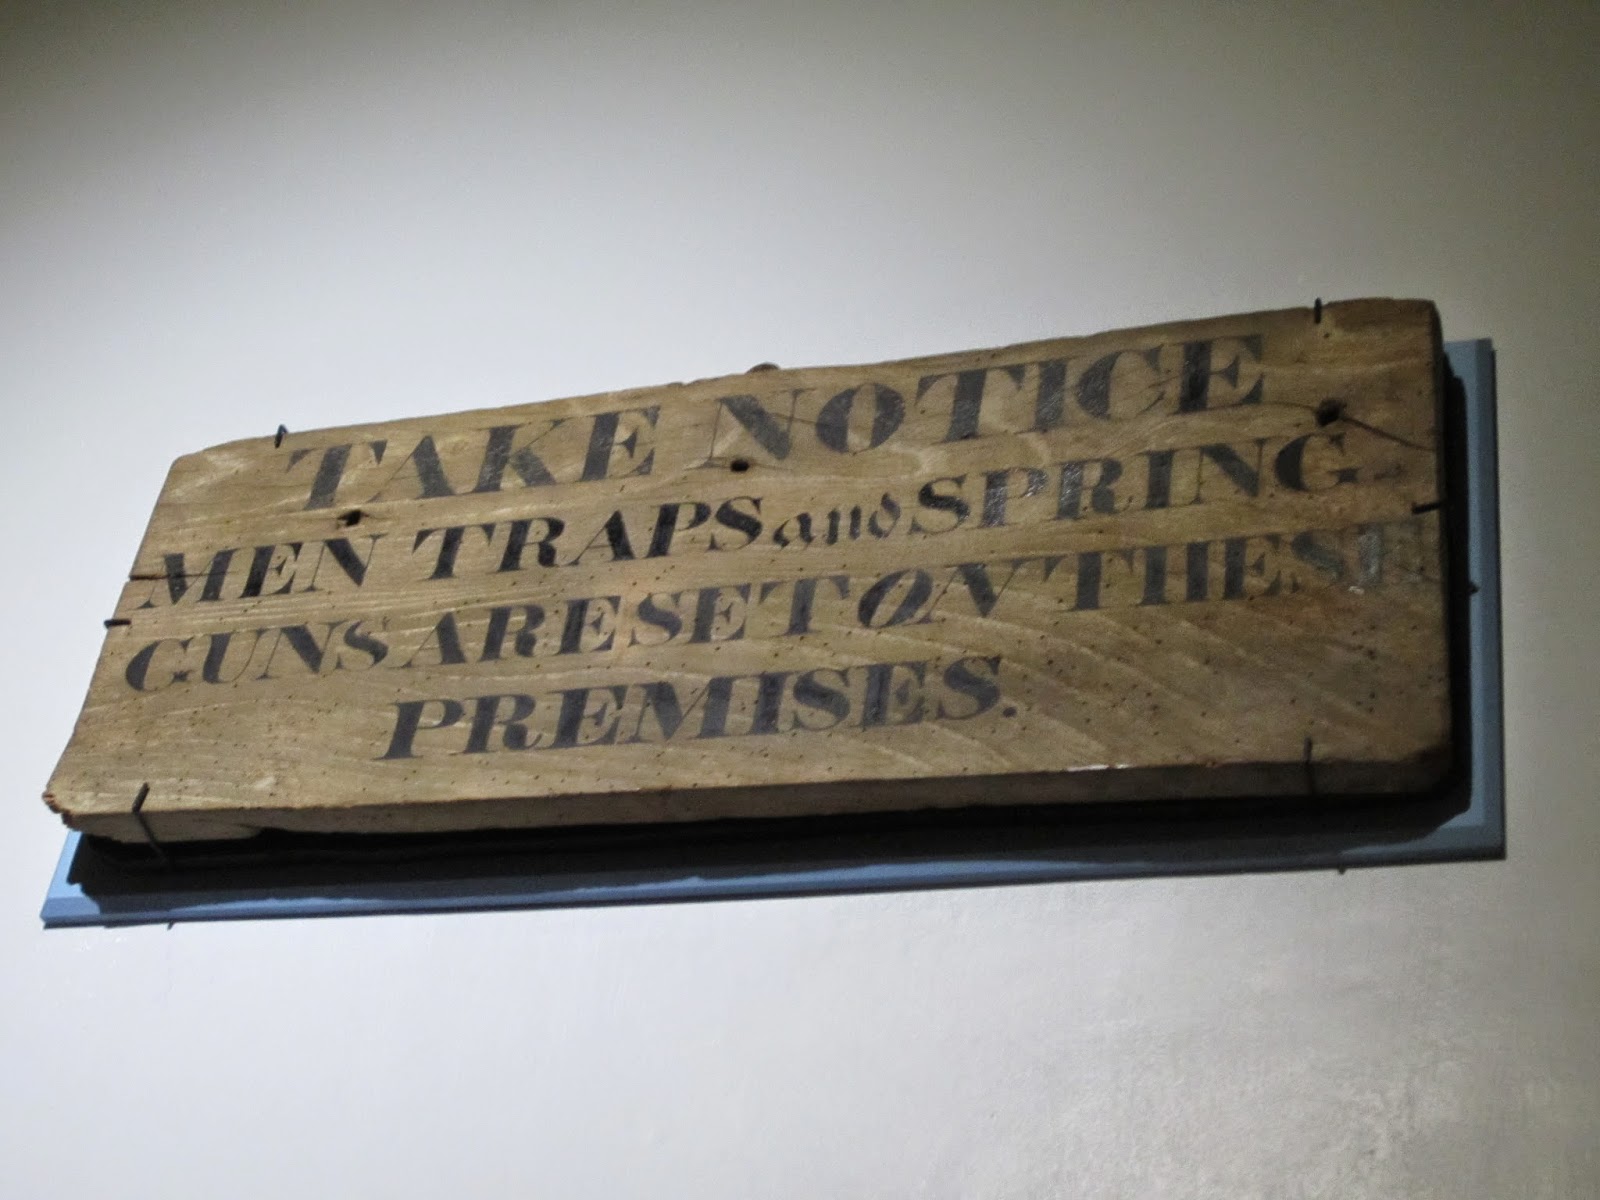 TAKE NOTICE
MEN TRAPS and SPRING
GUNS ARE SET ON THESE
PREMISES.